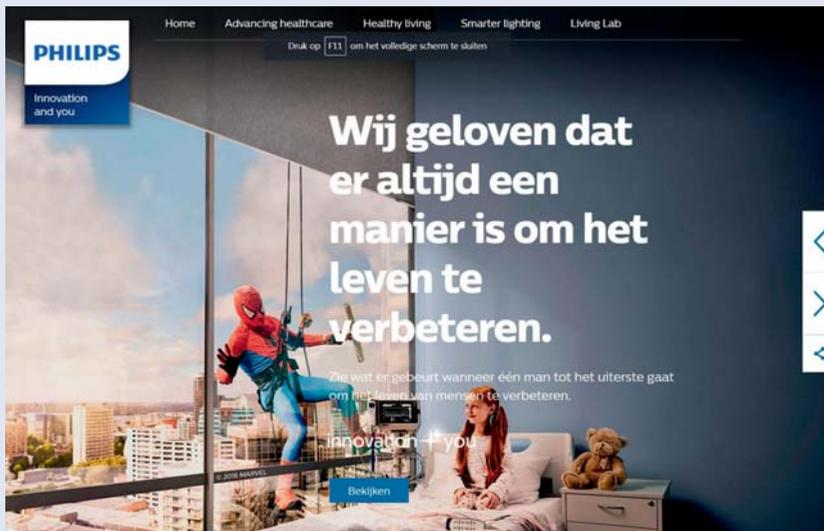 Home Advancing healthcare Healthy living Smarter lighting Living Lab
Druk op F11 om het volledige scherm te sluiten
PHILIPS
Innovation
and you
Wij geloven dat
er altijd een
manier is om het
leven te
verbeteren.
Zie wat er gebeurt wanneer één man tot het uiterste gaat
om het leven van mensen te verbeteren.
innovation + you
© 2016 MARVEL
Bekijken